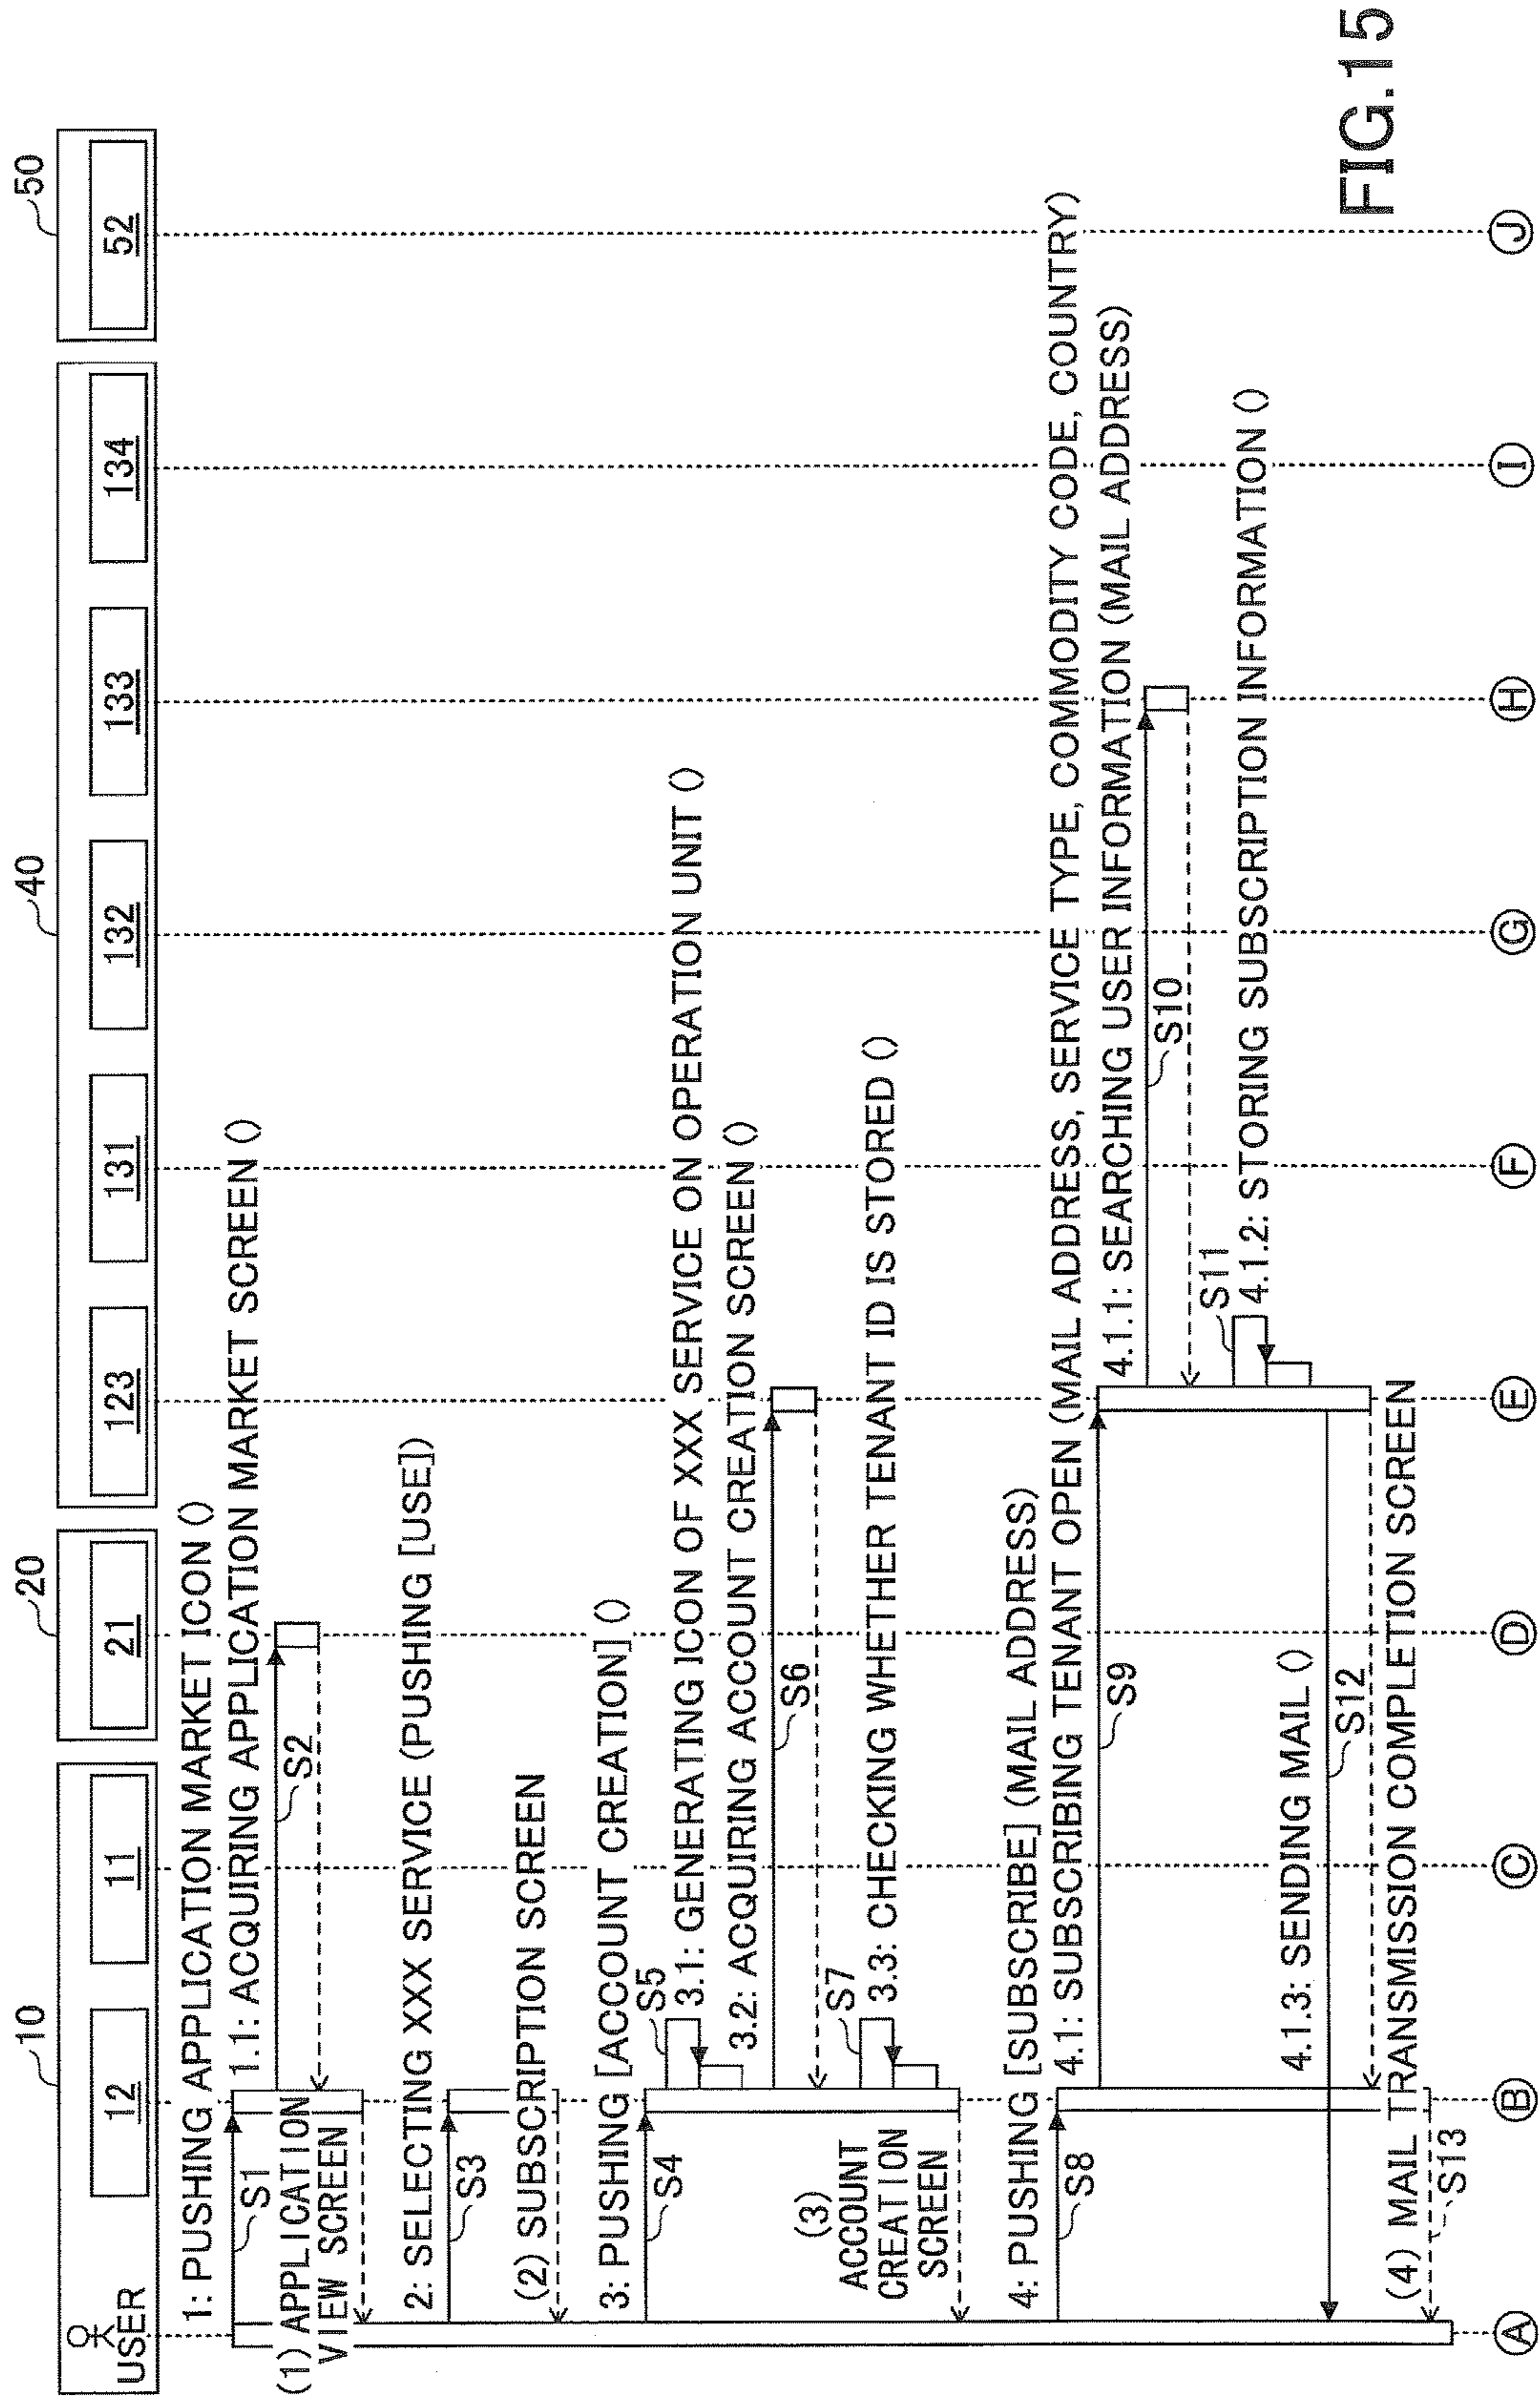 FIG.15
10
20
40
50
USER
12
11
21
123
131
132
133
134
52
1: PUSHING APPLICATION MARKET ICON ()
S1
1.1: ACQUIRING APPLICATION MARKET SCREEN ()
S2
(1) APPLICATION
VIEW SCREEN
2: SELECTING XXX SERVICE (PUSHING [USE])
S3
(2) SUBSCRIPTION SCREEN
3: PUSHING [ACCOUNT CREATION] ()
S4
S5
3.1: GENERATING ICON OF XXX SERVICE ON OPERATION UNIT ()
3.2: ACQUIRING ACCOUNT CREATION SCREEN ()
S6
S7
3.3: CHECKING WHETHER TENANT ID IS STORED ()
(3)
ACCOUNT
CREATION
SCREEN
4: PUSHING [SUBSCRIBE] (MAIL ADDRESS)
S8
4.1: SUBSCRIBING TENANT OPEN (MAIL ADDRESS, SERVICE TYPE, COMMODITY CODE, COUNTRY)
S9
4.1.1: SEARCHING USER INFORMATION (MAIL ADDRESS)
S10
S11
4.1.2: STORING SUBSCRIPTION INFORMATION ()
4.1.3: SENDING MAIL ()
S12
(4) MAIL TRANSMISSION COMPLETION SCREEN
S13
A
B
C
D
E
F
G
H
I
J